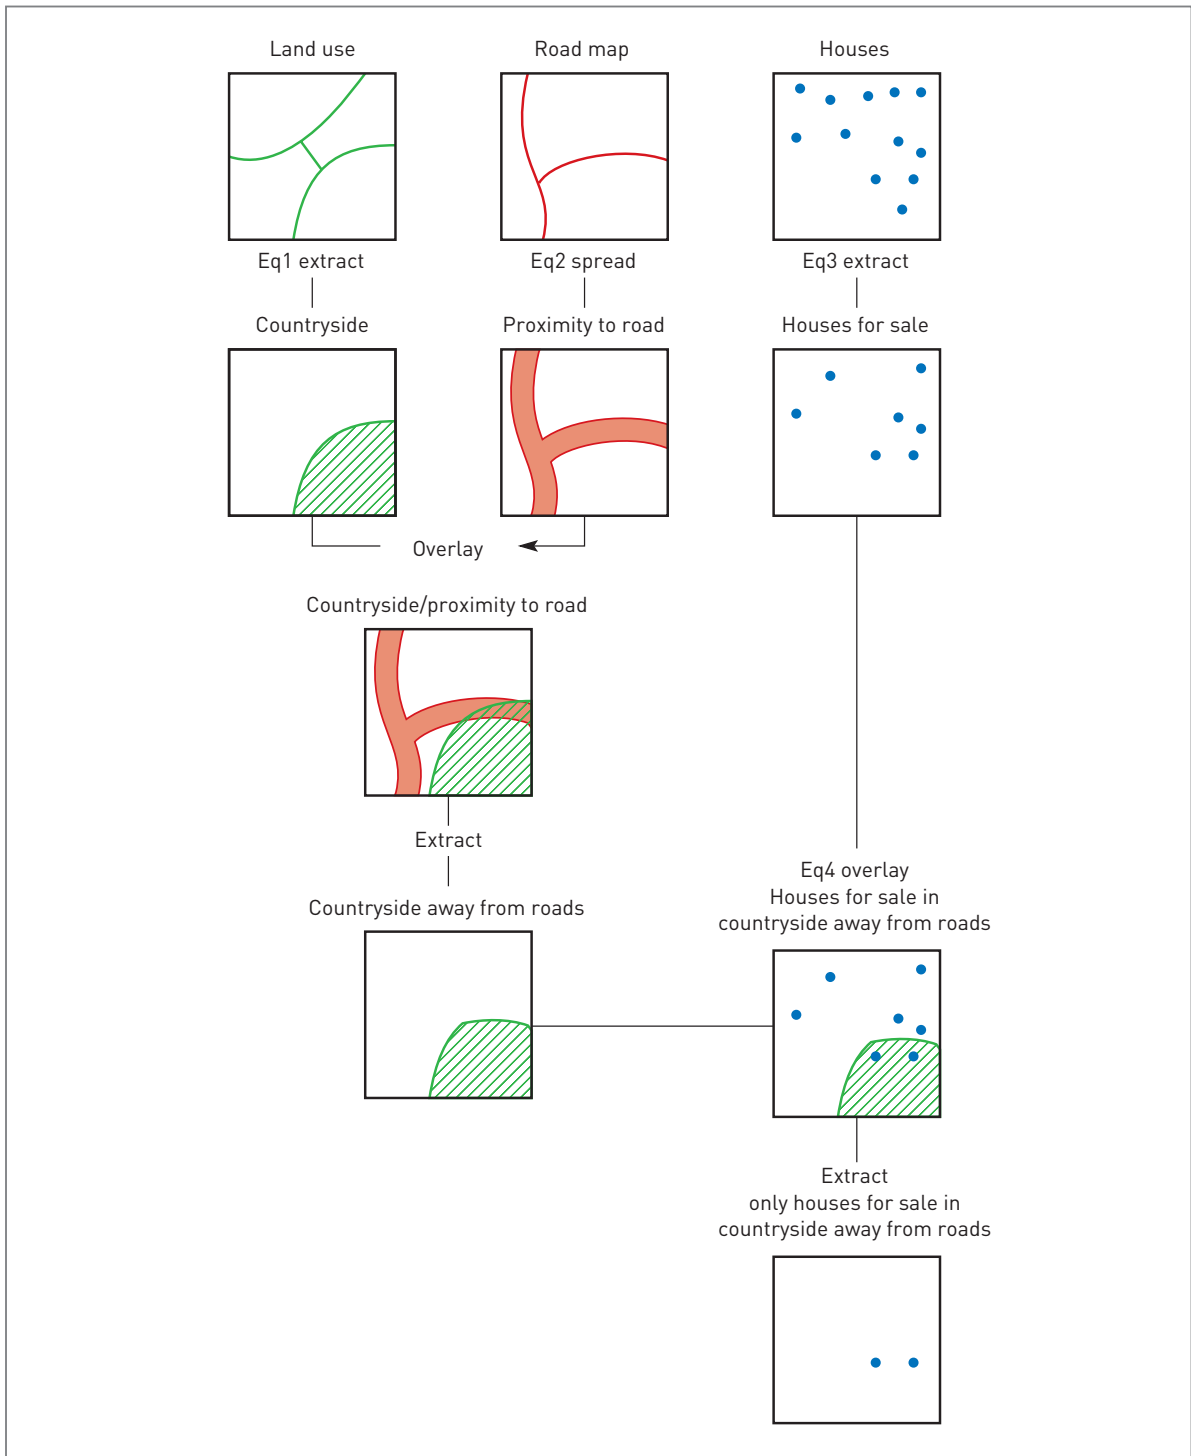 Land use
Road map
Houses
Eq1 extract
Eq2 spread
Eq3 extract
Countryside
Proximity to road
Houses for sale
Overlay
Countryside/proximity to road
Extract
Countryside away from roads
Eq4 overlay
Houses for sale in
countryside away from roads
Extract
only houses for sale in
countryside away from roads